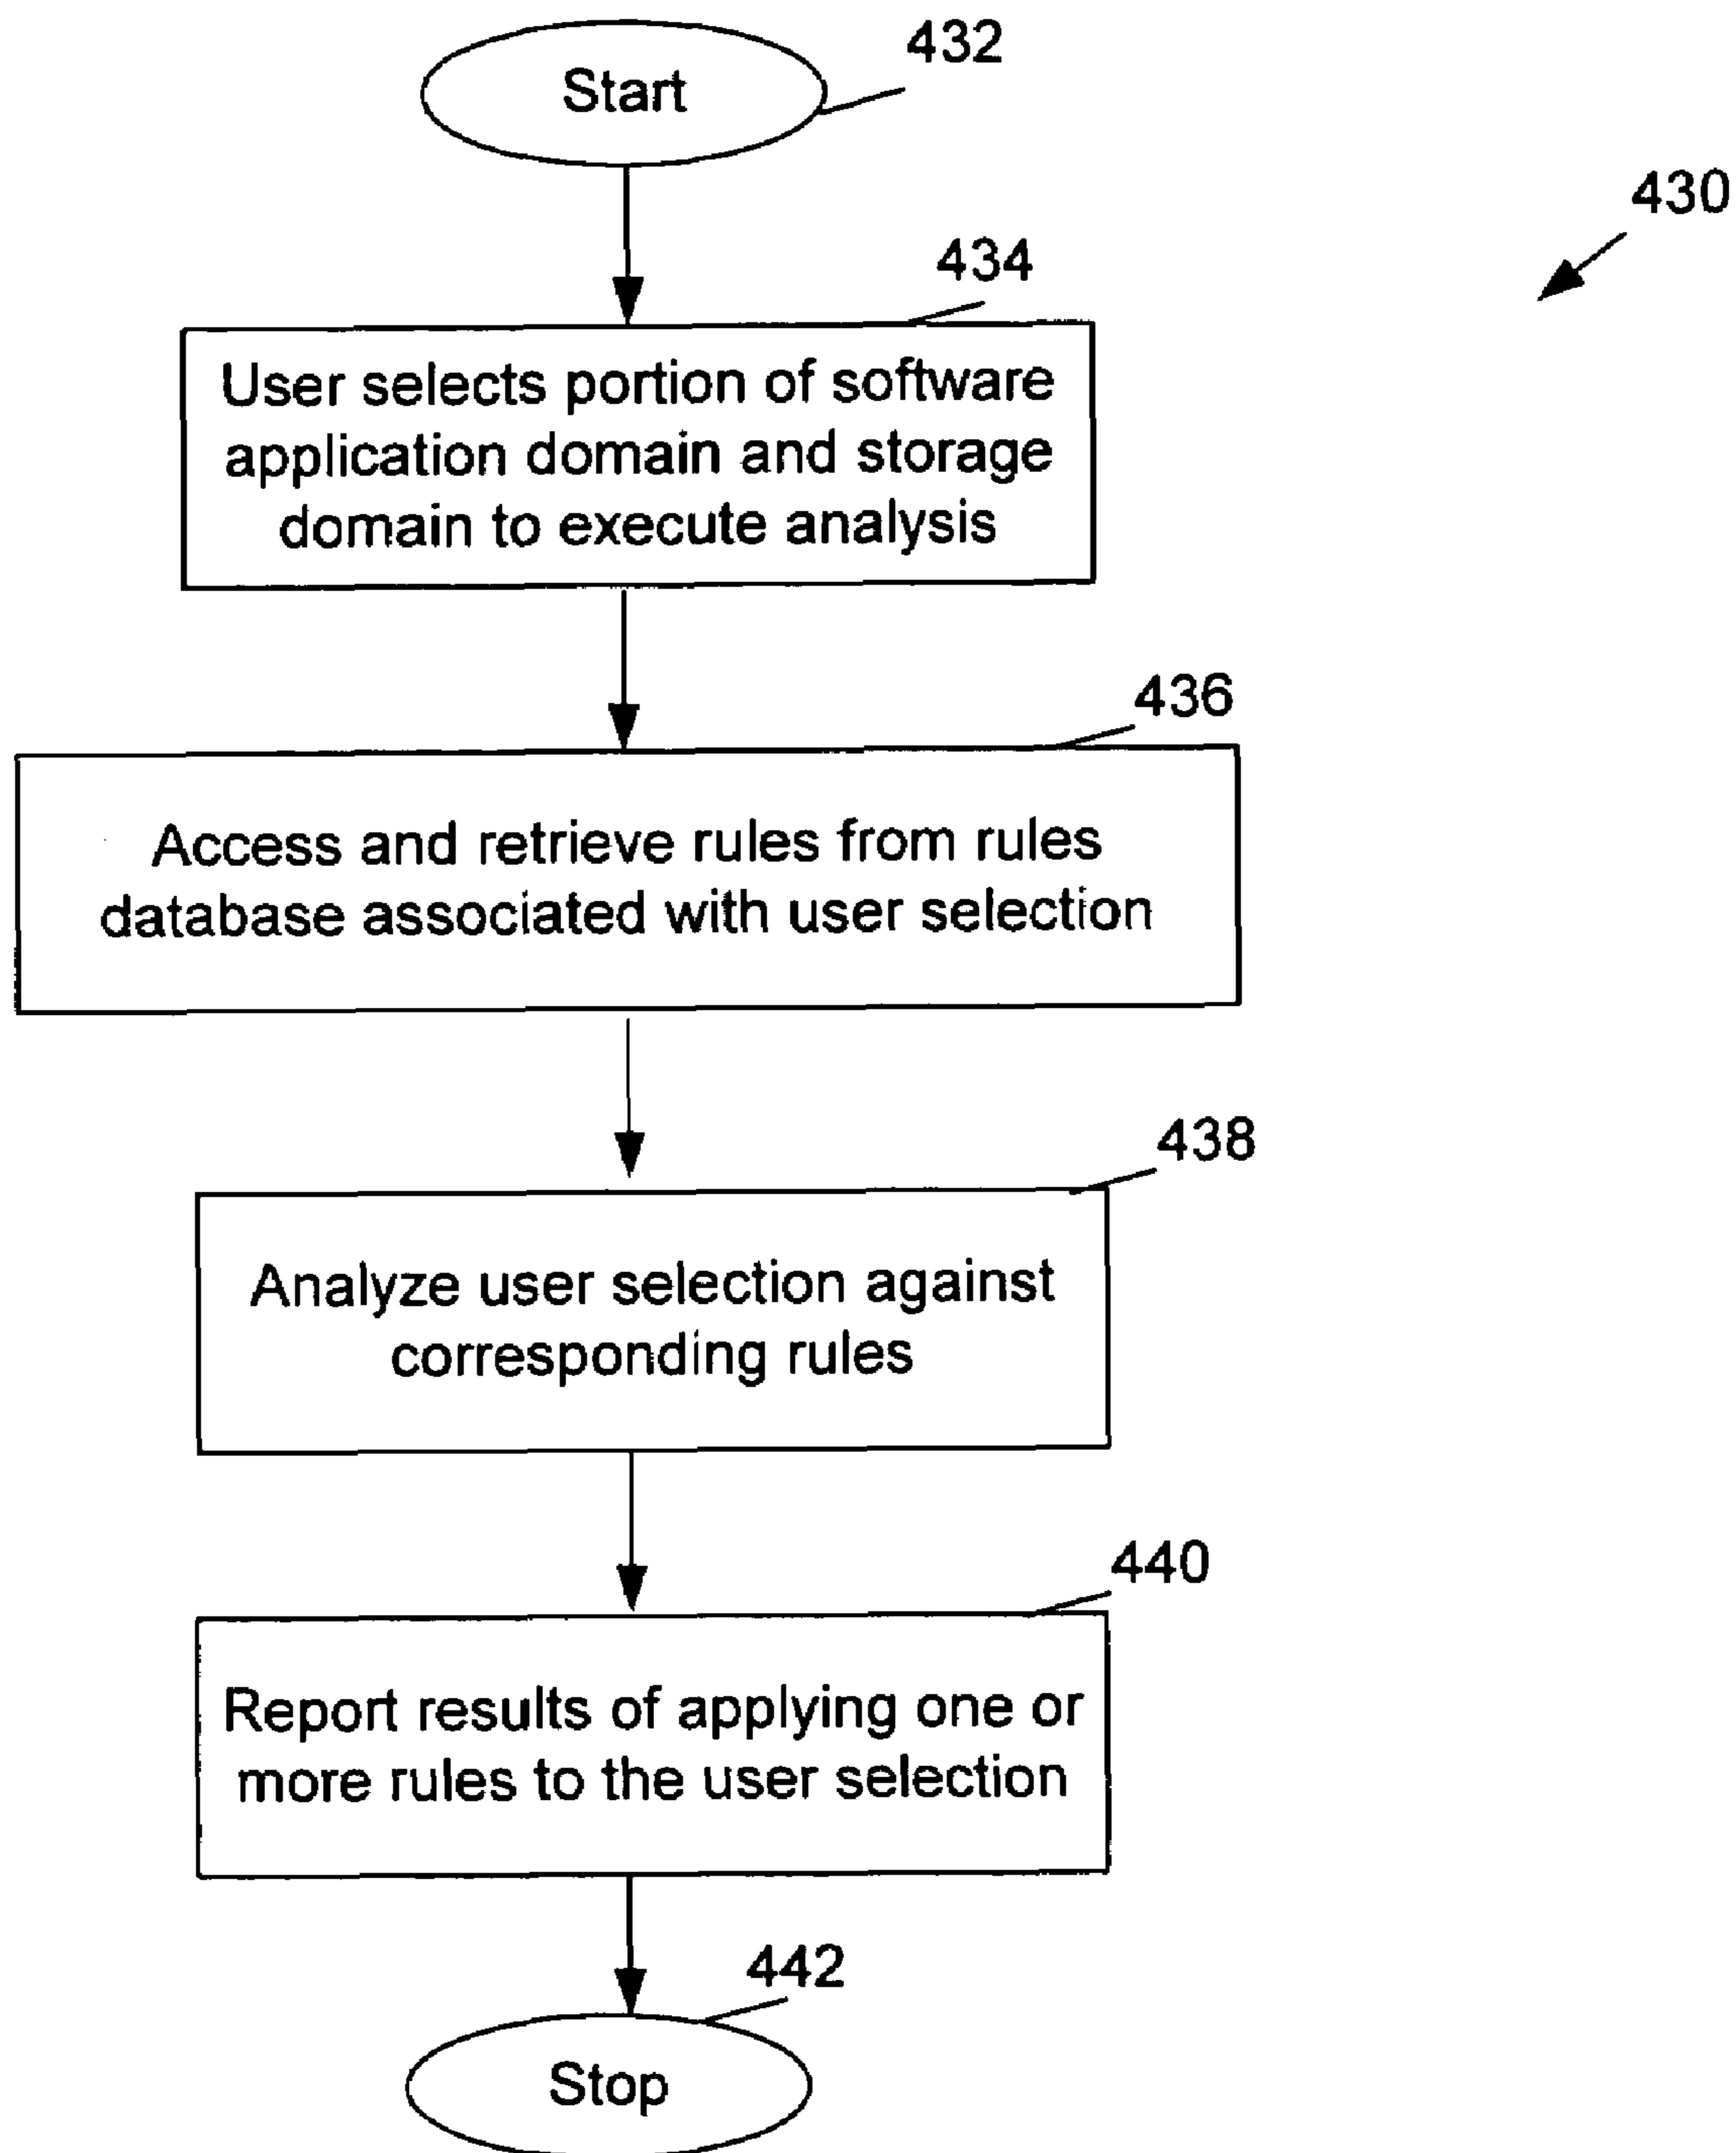 432
Start
430
434
User selects portion of software
application domain and storage
domain to execute analysis
436
Access and retrieve rules from rules
database associated with user selection
438
Analyze user selection against
corresponding rules
440
Report results of applying one or
more rules to the user selection
442
Stop